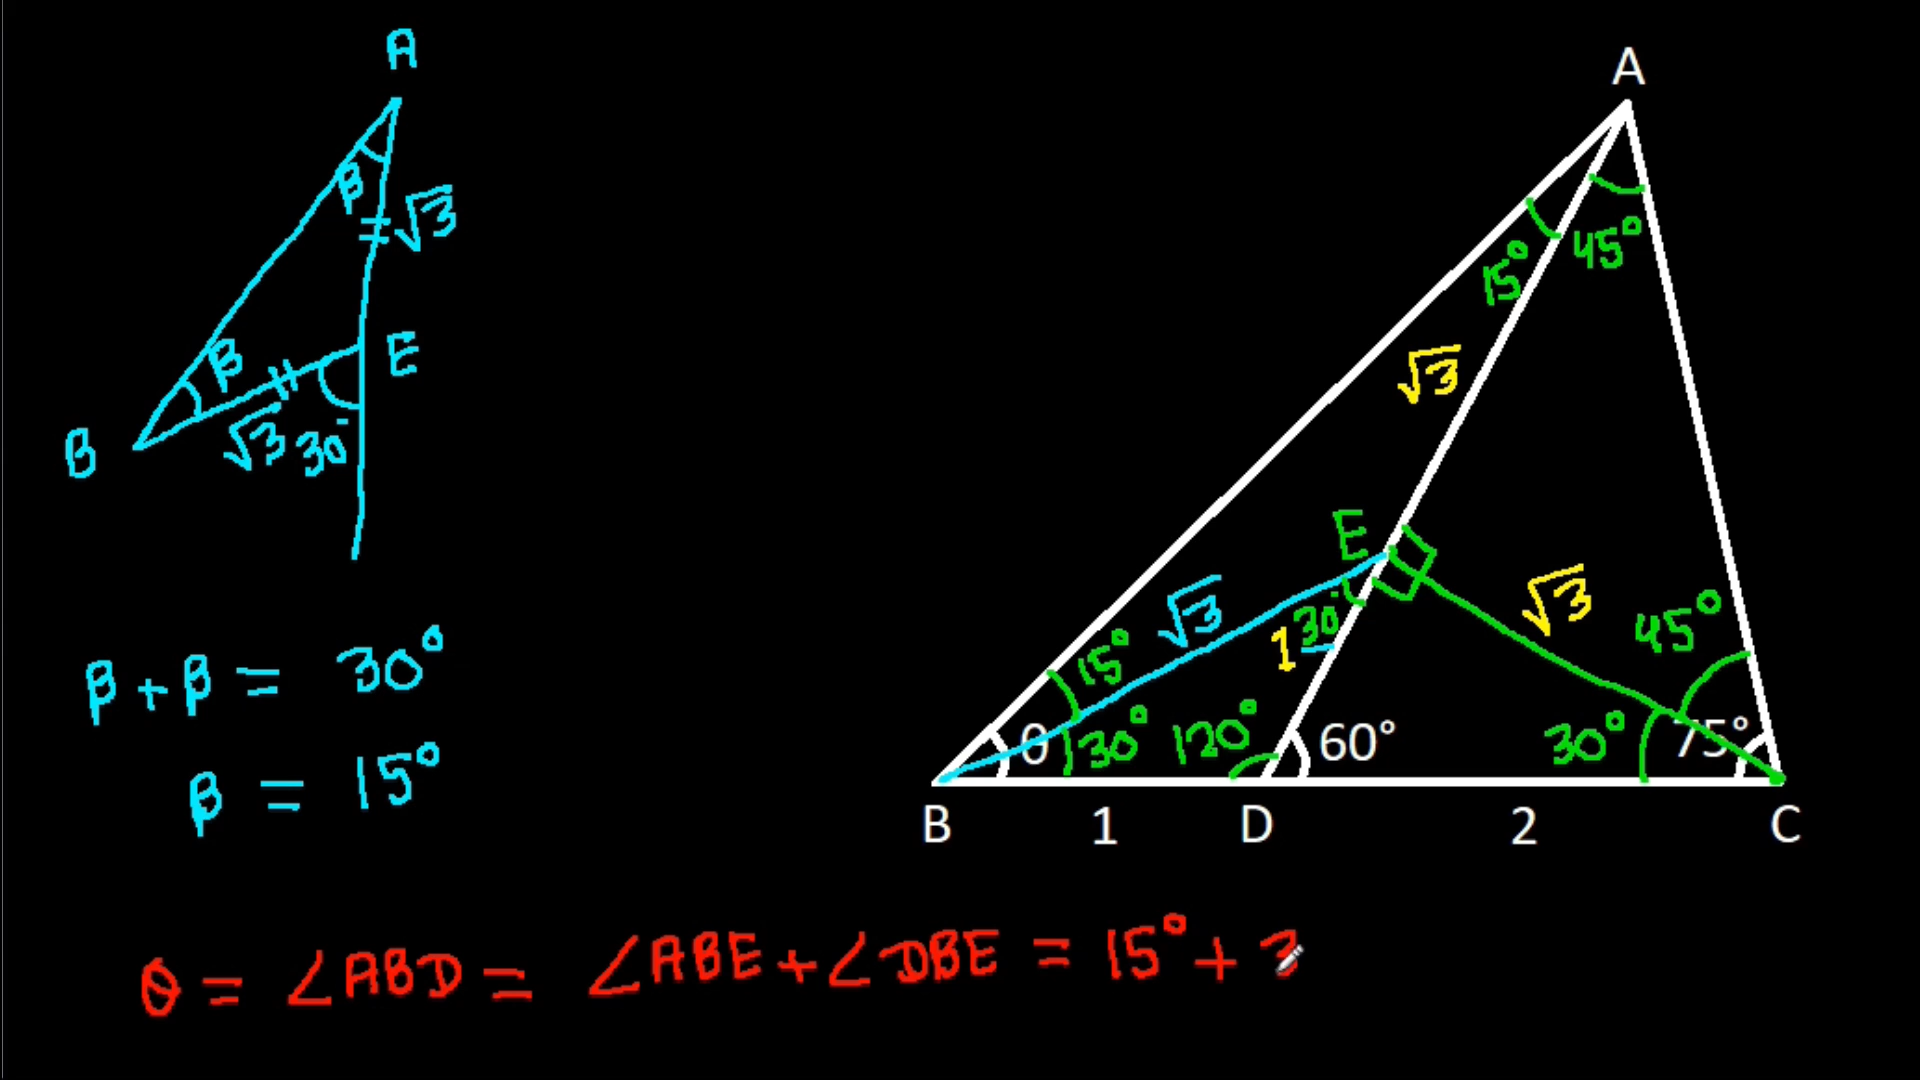 A
β
√3
β
E
√3 30°
B
β + β = 30°
β = 15°
A
45°
15°
√3
E
√3
√3
45°
15°
1 30°
θ
30°
120°
60°
30°
75°
B 1 D 2 C
θ = ∠ABD = ∠ABE + ∠DBE = 15° + 3